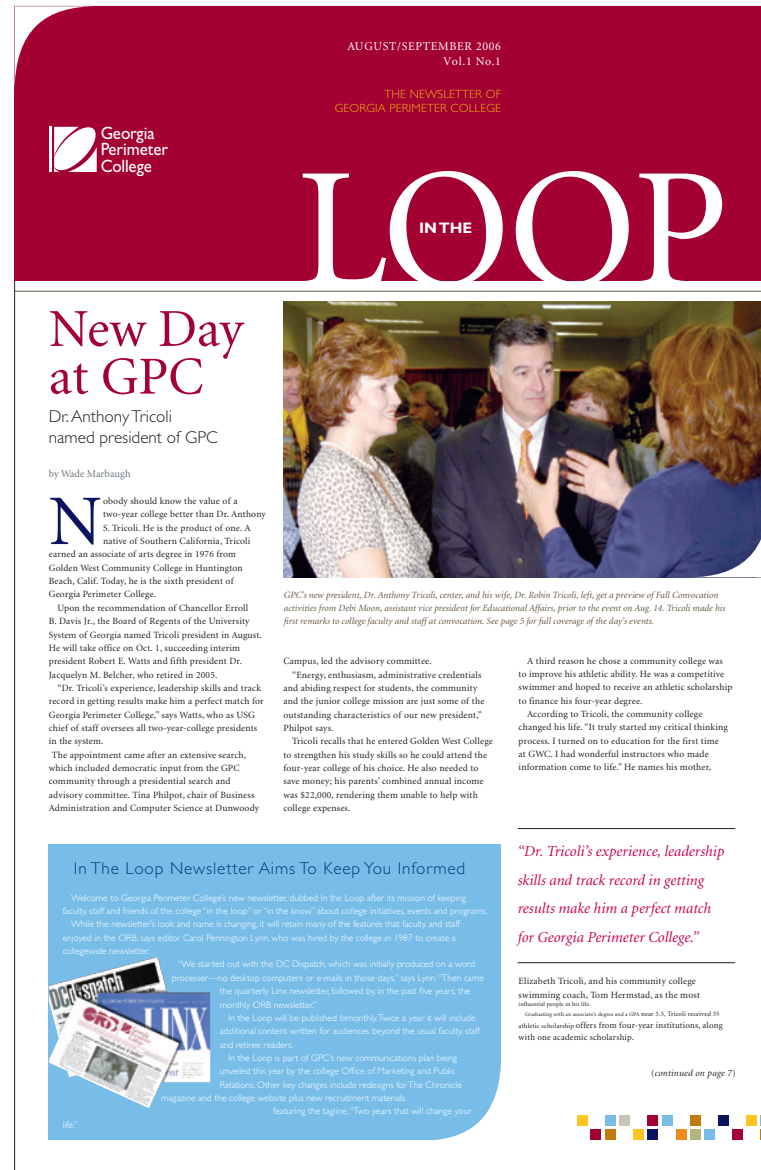 AUGUST/SEPTEMBER 2006
Vol.1 No.1
THE NEWSLETTER OF
GEORGIA PERIMETER COLLEGE
Georgia
Perimeter
College
LOOP
IN THE
New Day
at GPC
Dr. Anthony Tricoli
named president of GPC
by Wade Marbaugh
Nobody should know the value of a
two-year college better than Dr. Anthony
S. Tricoli. He is the product of one. A
native of Southern California, Tricoli
earned an associate of arts degree in 1976 from
Golden West Community College in Huntington
Beach, Calif. Today, he is the sixth president of
Georgia Perimeter College.
Upon the recommendation of Chancellor Erroll
B. Davis Jr., the Board of Regents of the University
System of Georgia named Tricoli president in August.
He will take office on Oct. 1, succeeding interim
president Robert E. Watts and fifth president Dr.
Jacquelyn M. Belcher, who retired in 2005.
“Dr. Tricoli’s experience, leadership skills and track
record in getting results make him a perfect match for
Georgia Perimeter College,” says Watts, who as USG
chief of staff oversees all two-year-college presidents
in the system.
The appointment came after an extensive search,
which included democratic input from the GPC
community through a presidential search and
advisory committee. Tina Philpot, chair of Business
Administration and Computer Science at Dunwoody
GPC’s new president, Dr. Anthony Tricoli, center, and his wife, Dr. Robin Tricoli, left, get a preview of Fall Convocation
activities from Debi Moon, assistant vice president for Educational Affairs, prior to the event on Aug. 14. Tricoli made his
first remarks to college faculty and staff at convocation. See page 5 for full coverage of the day’s events.
Campus, led the advisory committee.
“Energy, enthusiasm, administrative credentials
and abiding respect for students, the community
and the junior college mission are just some of the
outstanding characteristics of our new president,”
Philpot says.
Tricoli recalls that he entered Golden West College
to strengthen his study skills so he could attend the
four-year college of his choice. He also needed to
save money; his parents’ combined annual income
was $22,000, rendering them unable to help with
college expenses.
A third reason he chose a community college was
to improve his athletic ability. He was a competitive
swimmer and hoped to receive an athletic scholarship
to finance his four-year degree.
According to Tricoli, the community college
changed his life. “It truly started my critical thinking
process. I turned on to education for the first time
at GWC. I had wonderful instructors who made
information come to life.” He names his mother,
“Dr. Tricoli’s experience, leadership
skills and track record in getting
results make him a perfect match
for Georgia Perimeter College.”
Elizabeth Tricoli, and his community college
swimming coach, Tom Hermstad, as the most
influential people in his life.
Graduating with an associate’s degree and a GPA near 3.5, Tricoli received 35
athletic scholarship offers from four-year institutions, along
with one academic scholarship.
(continued on page 7)
In The Loop Newsletter Aims To Keep You Informed
Welcome to Georgia Perimeter College’s new newsletter, dubbed In the Loop after its mission of keeping
faculty, staff and friends of the college “in the loop” or “in the know” about college initiatives, events and programs.
While the newsletter’s look and name is changing, it will retain many of the features that faculty and staff
enjoyed in the ORB, says editor Carol Pennington Lynn, who was hired by the college in 1987 to create a
collegewide newsletter.
“We started out with the DC Dispatch, which was initially produced on a word
processer—no desktop computers or e-mails in those days,” says Lynn. “Then came
the quarterly Linx newsletter, followed by, in the past five years, the
monthly ORB newsletter.”
In the Loop will be published bimonthly. Twice a year it will include
additional content written for audiences beyond the usual faculty, staff
and retiree readers.
In the Loop is part of GPC’s new communications plan being
unveiled this year by the college Office of Marketing and Public
Relations. Other key changes include redesigns for The Chronicle
magazine and the college website plus new recruitment materials
featuring the tagline, “Two years that will change your
life.”
DCDispatch
LINX
ORB